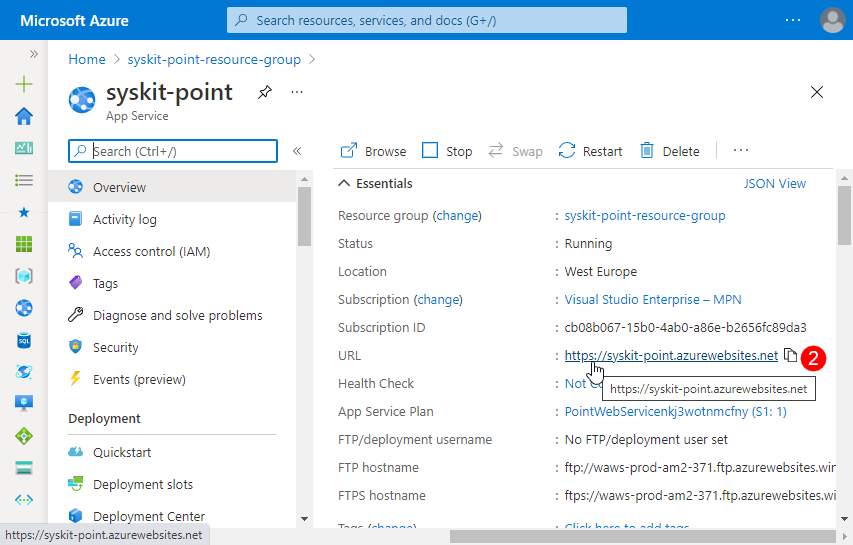 Microsoft Azure
Search resources, services, and docs (G+/)
Home
syskit-point-resource-group
syskit-point
App Service
Search (Ctrl+/)
Overview
Activity log
Access control (IAM)
Tags
Diagnose and solve problems
Security
Events (preview)
Deployment
Quickstart
Deployment slots
Deployment Center
Browse Stop Swap Restart Delete
Essentials JSON View
Resource group (change) : syskit-point-resource-group
Status : Running
Location : West Europe
Subscription (change) : Visual Studio Enterprise – MPN
Subscription ID : cb08b067-15b0-4ab0-a86e-b2656fc89da3
URL : https://syskit-point.azurewebsites.net 2
https://syskit-point.azurewebsites.net
Health Check : Not
App Service Plan : PointWebServicenkj3wotnmcfny (S1: 1)
FTP/deployment username : No FTP/deployment user set
FTP hostname : ftp://waws-prod-am2-371.ftp.azurewebsites.win
FTPS hostname : ftps://waws-prod-am2-371.ftp.azurewebsites.wi
Tags (change) : Click here to add tags
https://syskit-point.azurewebsites.net